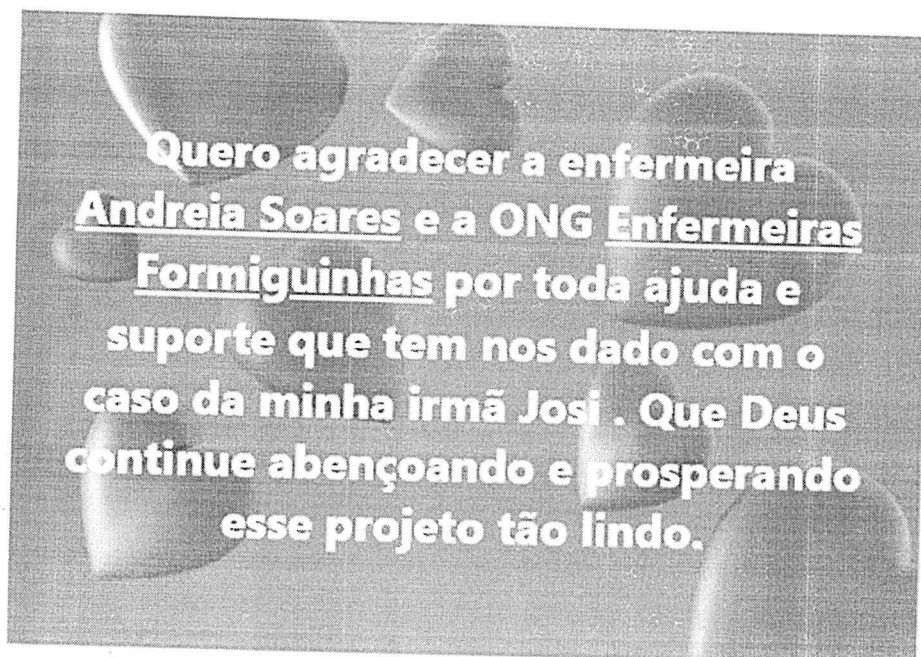 Quero agradecer a enfermeira
Andreia Soares e a ONG Enfermeiras
Formiguinhas por toda ajuda e
suporte que tem nos dado com o
caso da minha irmã Josi . Que Deus
continue abençoando e prosperando
esse projeto tão lindo.